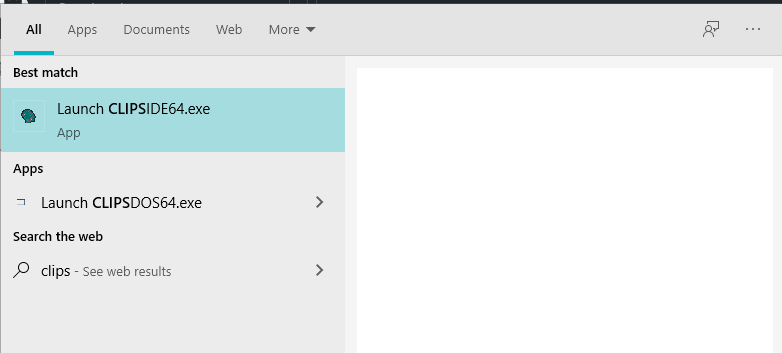 All Apps Documents Web More
Best match
Launch CLIPSIDE64.exe
App
Apps
Launch CLIPSDOS64.exe
Search the web
clips - See web results